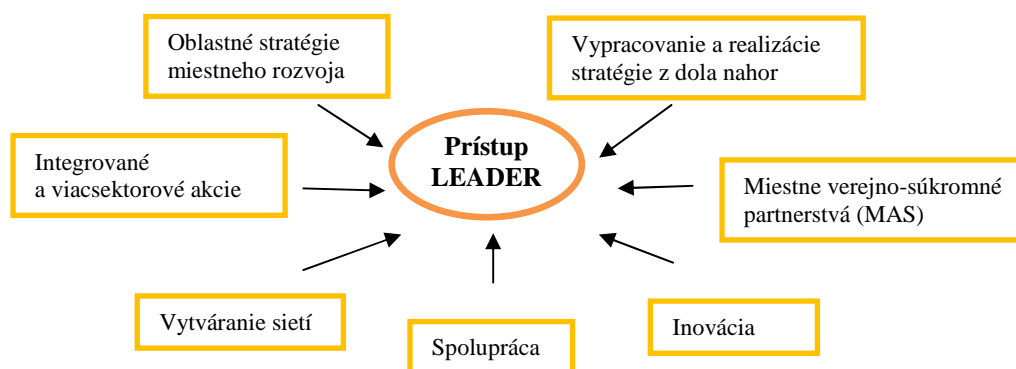 Oblastné stratégie
miestneho rozvoja
Vypracovanie a realizácie
stratégie z dola nahor
Prístup
LEADER
Integrované
a viacsektorové akcie
Miestne verejno-súkromné
partnerstvá (MAS)
Vytváranie sietí
Spolupráca
Inovácia